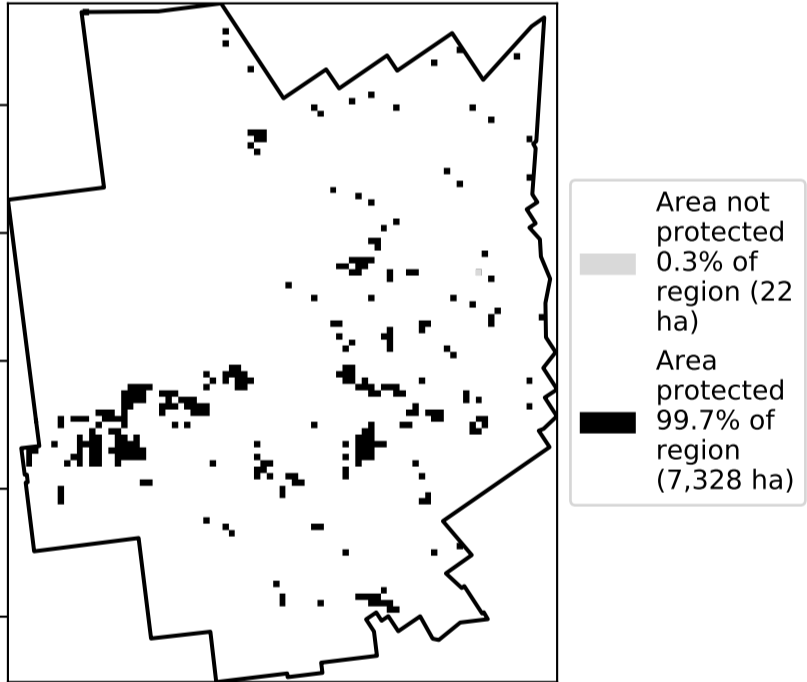 Area not
protected
0.3% of
region (22
ha)
Area
protected
99.7% of
region
(7,328 ha)